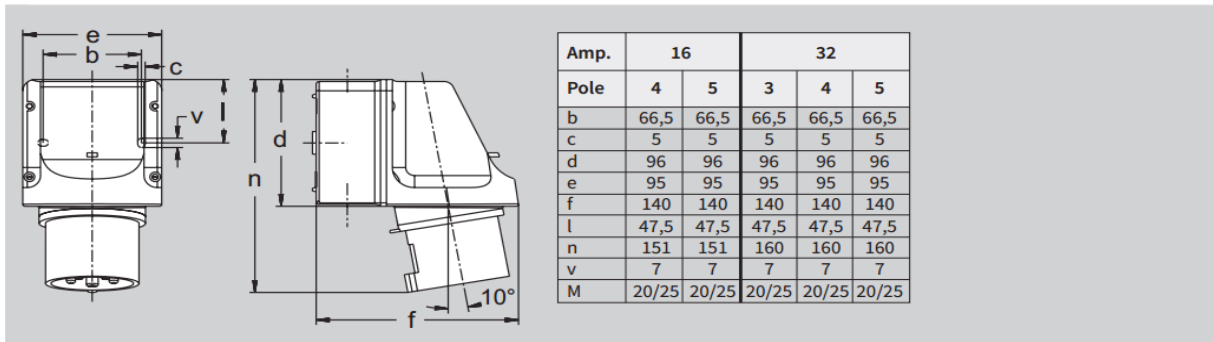 e
b
c
v
l
d
n
f
10°
Amp. 16 32
Pole 4 5 3 4 5
b 66,5 66,5 66,5 66,5 66,5
c 5 5 5 5 5
d 96 96 96 96 96
e 95 95 95 95 95
f 140 140 140 140 140
l 47,5 47,5 47,5 47,5 47,5
n 151 151 160 160 160
v 7 7 7 7 7
M 20/25 20/25 20/25 20/25 20/25